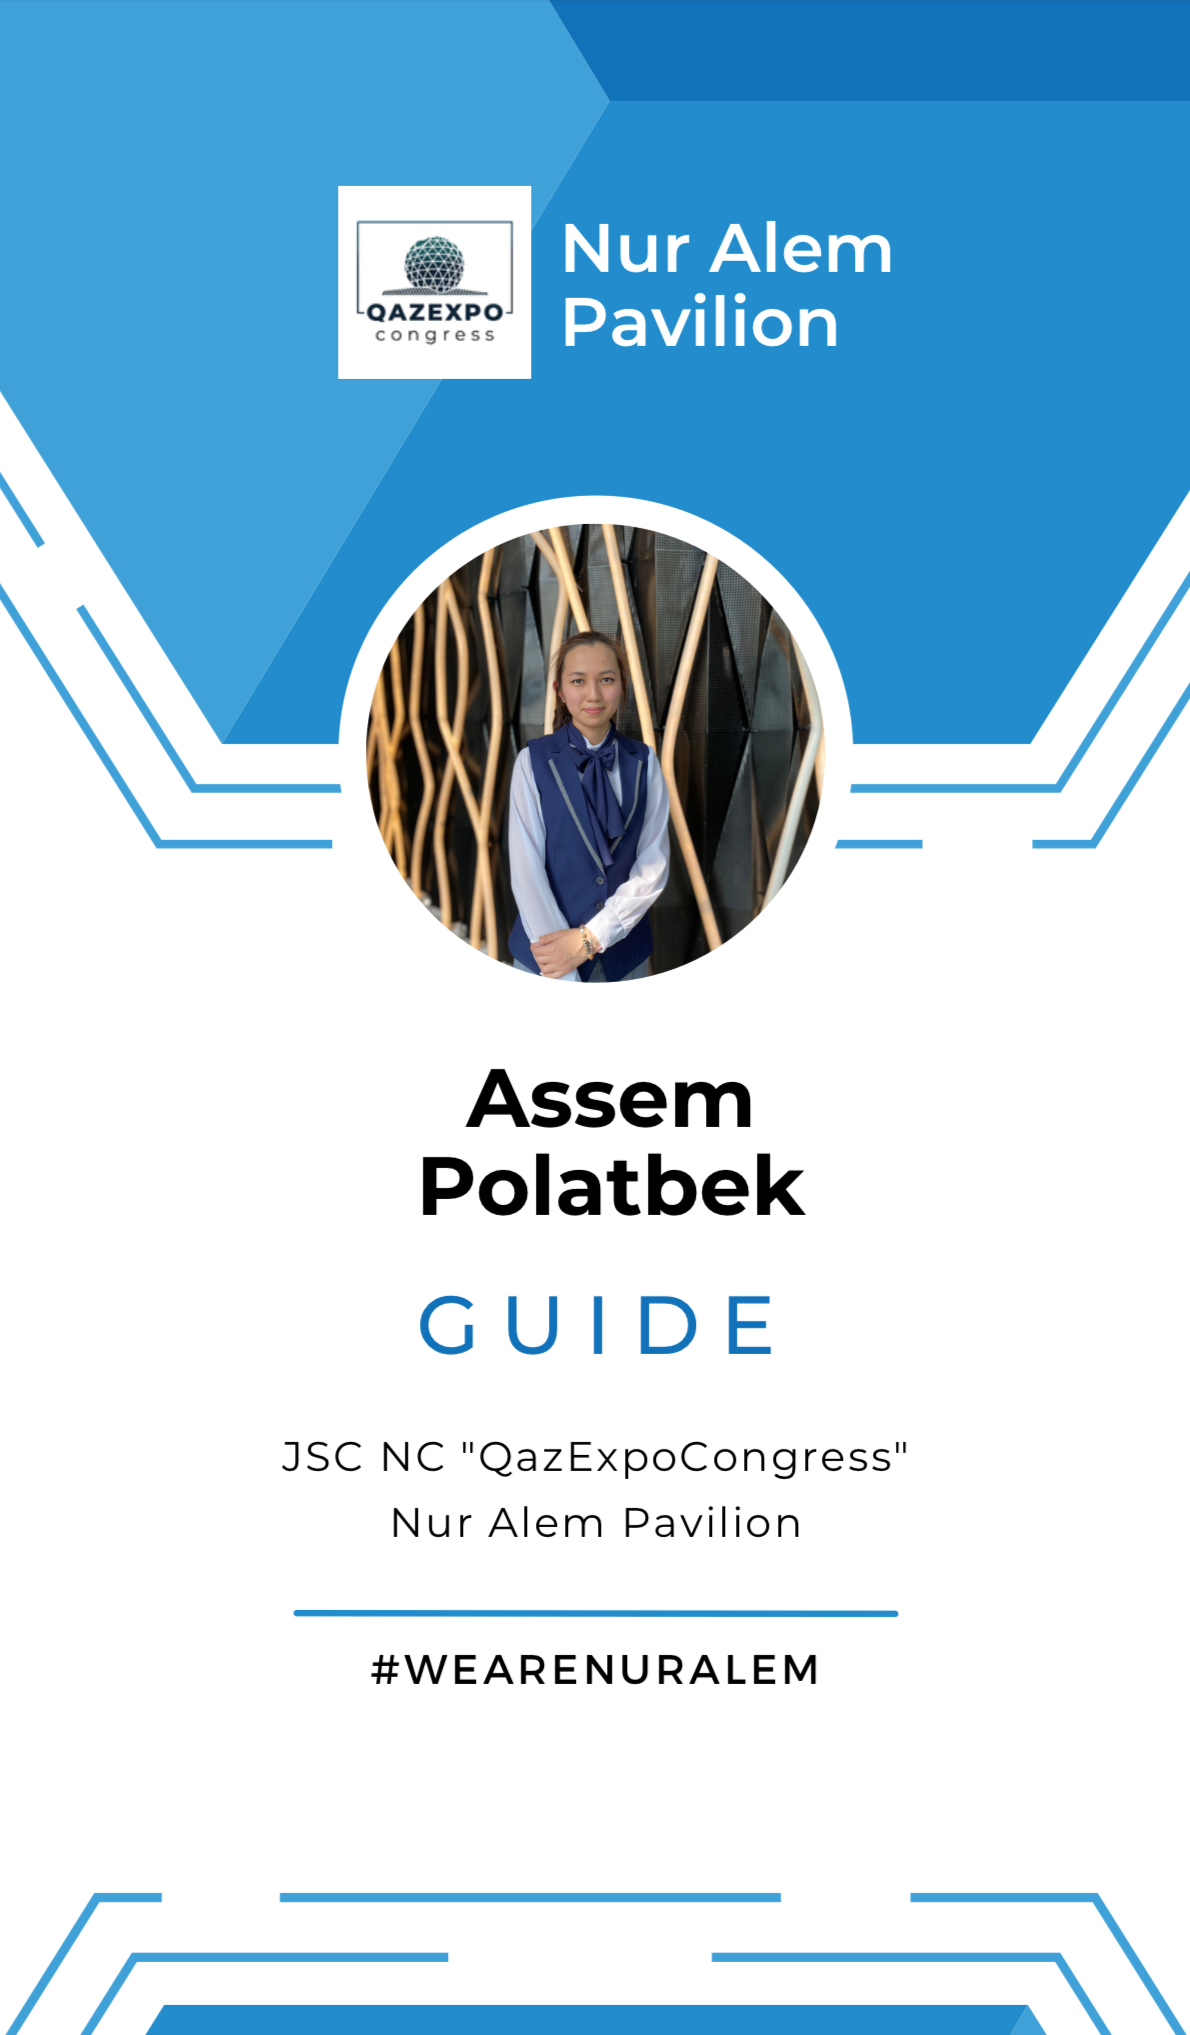 QAZEXPO
congress
Nur Alem
Pavilion
Assem
Polatbek
GUIDE
JSC NC "QazExpoCongress"
Nur Alem Pavilion
#WEARENURALEM